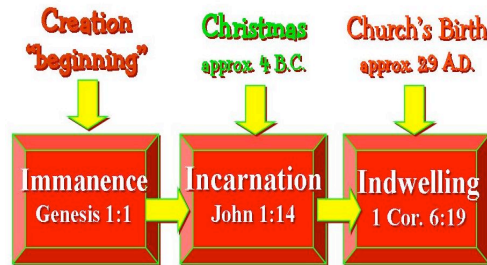 Creation
"beginning"
Christmas
approx. 4 B.C.
Church's Birth
approx. 29 A.D.
Immanence
Genesis 1:1
Incarnation
John 1:14
Indwelling
1 Cor. 6:19